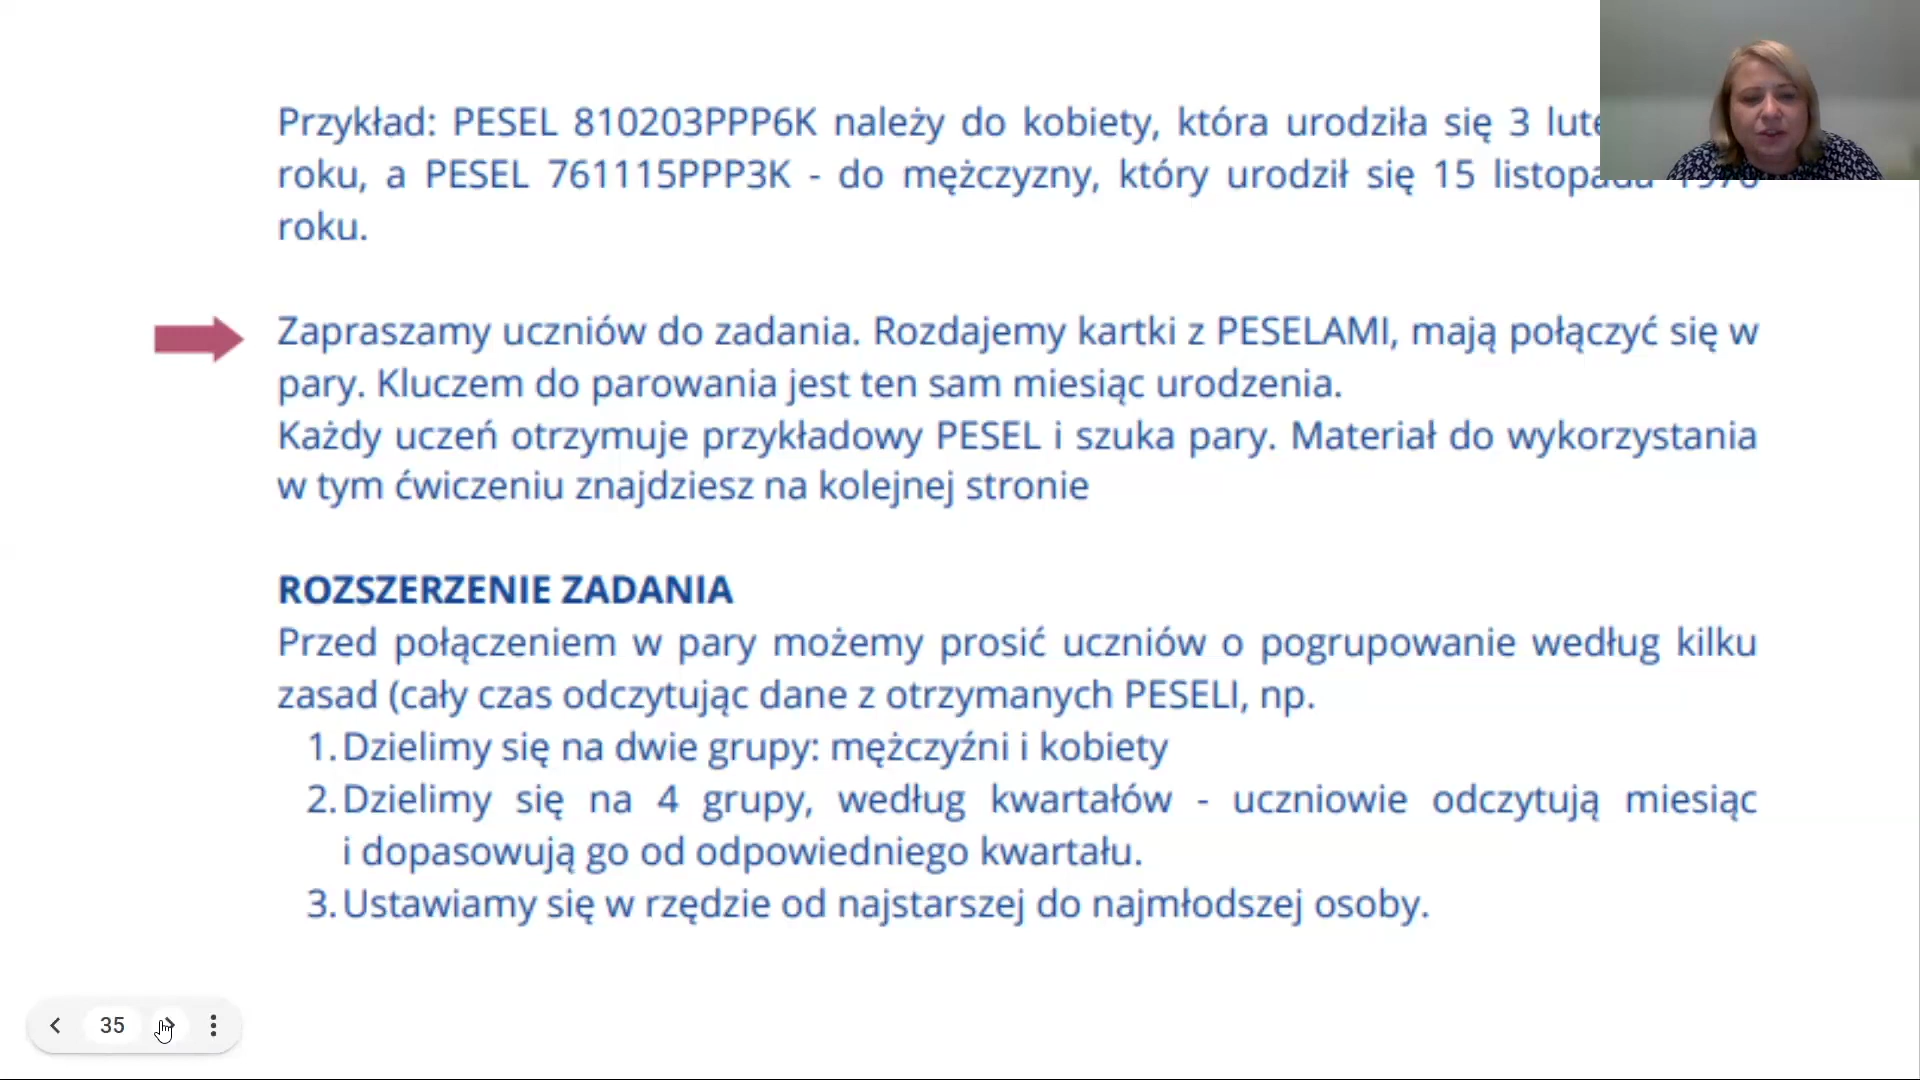 Przykład: PESEL 810203PPP6K należy do kobiety, która urodziła się 3
roku, a PESEL 761115PPP3K - do mężczyzny, który urodził się 15 listopada 1976
roku.
Zapraszamy uczniów do zadania. Rozdajemy kartki z PESELAMI, mają połączyć się w
pary. Kluczem do parowania jest ten sam miesiąc urodzenia.
Każdy uczeń otrzymuje przykładowy PESEL i szuka pary. Materiał do wykorzystania
w tym ćwiczeniu znajdziesz na kolejnej stronie
ROZSZERZENIE ZADANIA
Przed połączeniem w pary możemy prosić uczniów o pogrupowanie według kilku
zasad (cały czas odczytując dane z otrzymanych PESELI, np.
1. Dzielimy się na dwie grupy: mężczyźni i kobiety
2. Dzielimy się na 4 grupy, według kwartałów - uczniowie odczytują miesiąc
i dopasowują go od odpowiedniego kwartału.
3. Ustawiamy się w rzędzie od najstarszej do najmłodszej osoby.
35